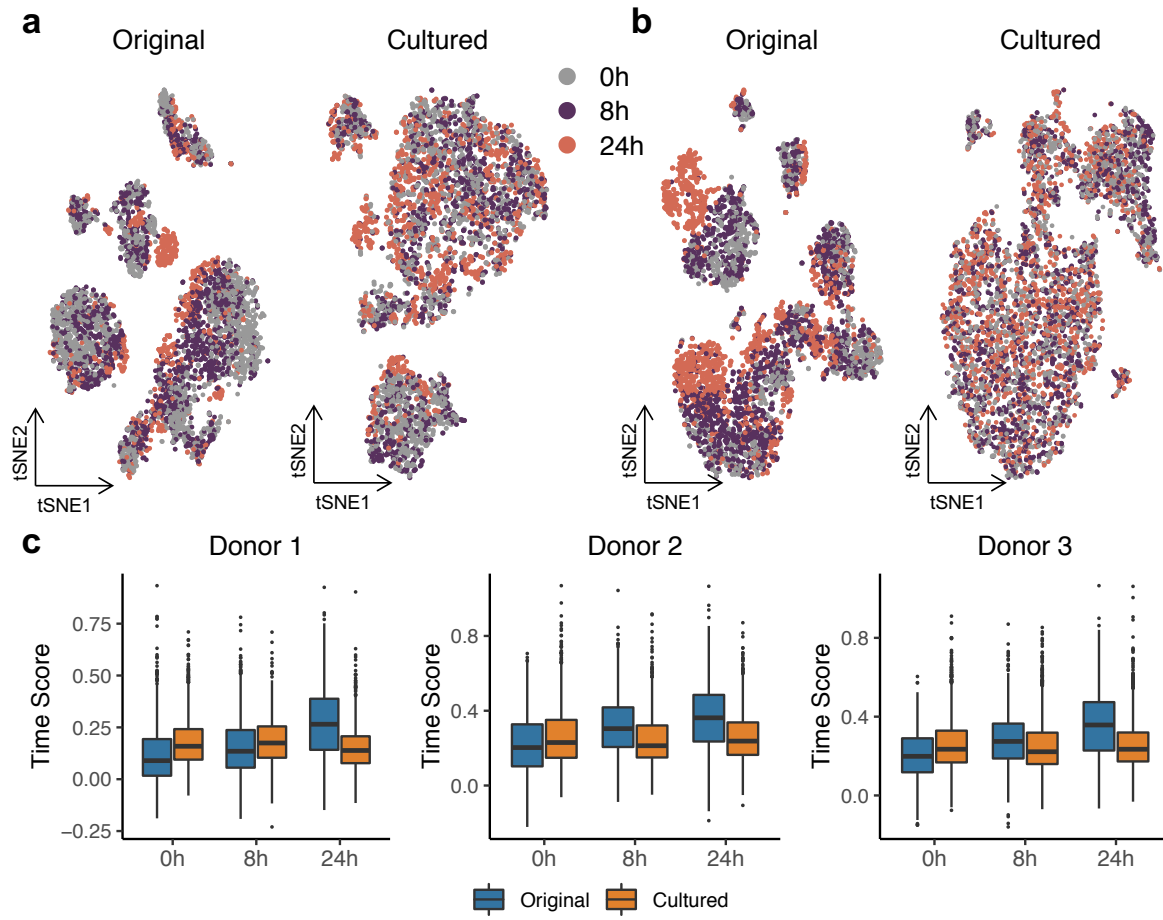 a
Original
Cultured
0h
8h
24h
tSNE2
tSNE1
tSNE2
tSNE1
b
Original
Cultured
tSNE2
tSNE1
tSNE2
tSNE1
c
Donor 1
Time Score
0.75
0.50
0.25
0.00
−0.25
0h 8h 24h
Donor 2
Time Score
0.8
0.4
0.0
0h 8h 24h
Donor 3
Time Score
0.8
0.4
0.0
0h 8h 24h
Original Cultured